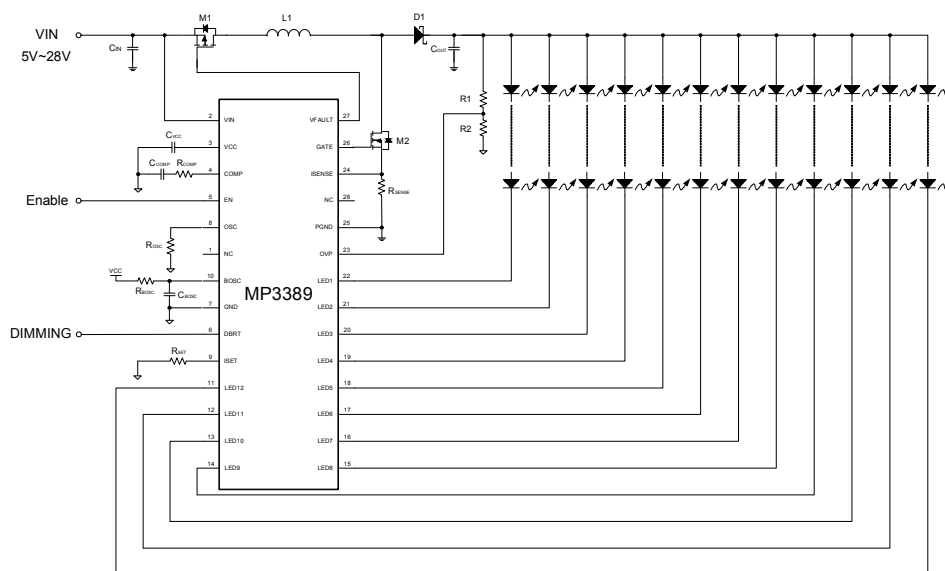 M1
L1
D1
VIN
5V~28V
CIN
COUT
R1
R2
M2
2
VIN
VFAULT
27
CVCC
3
VCC
GATE
26
CCOMP
RCOMP
4
COMP
ISENSE
24
RSENSE
Enable
5
EN
NC
28
8
OSC
PGND
25
ROSC
1
NC
OVP
23
VCC
RBOSC
CBOSC
10
BOSC
LED1
22
MP3389
7
GND
LED2
21
DIMMING
6
DBRT
LED3
20
RSET
9
ISET
LED4
19
11
LED12
LED5
18
12
LED11
LED6
17
13
LED10
LED7
16
14
LED9
LED8
15